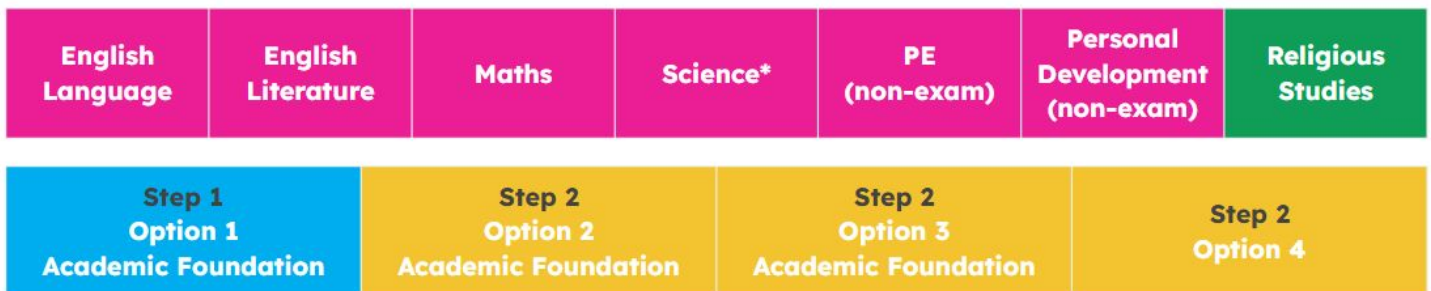 English
Language
English
Literature
Maths
Science*
PE
(non-exam)
Personal
Development
(non-exam)
Religious
Studies
Step 1
Option 1
Academic Foundation
Step 2
Option 2
Academic Foundation
Step 2
Option 3
Academic Foundation
Step 2
Option 4